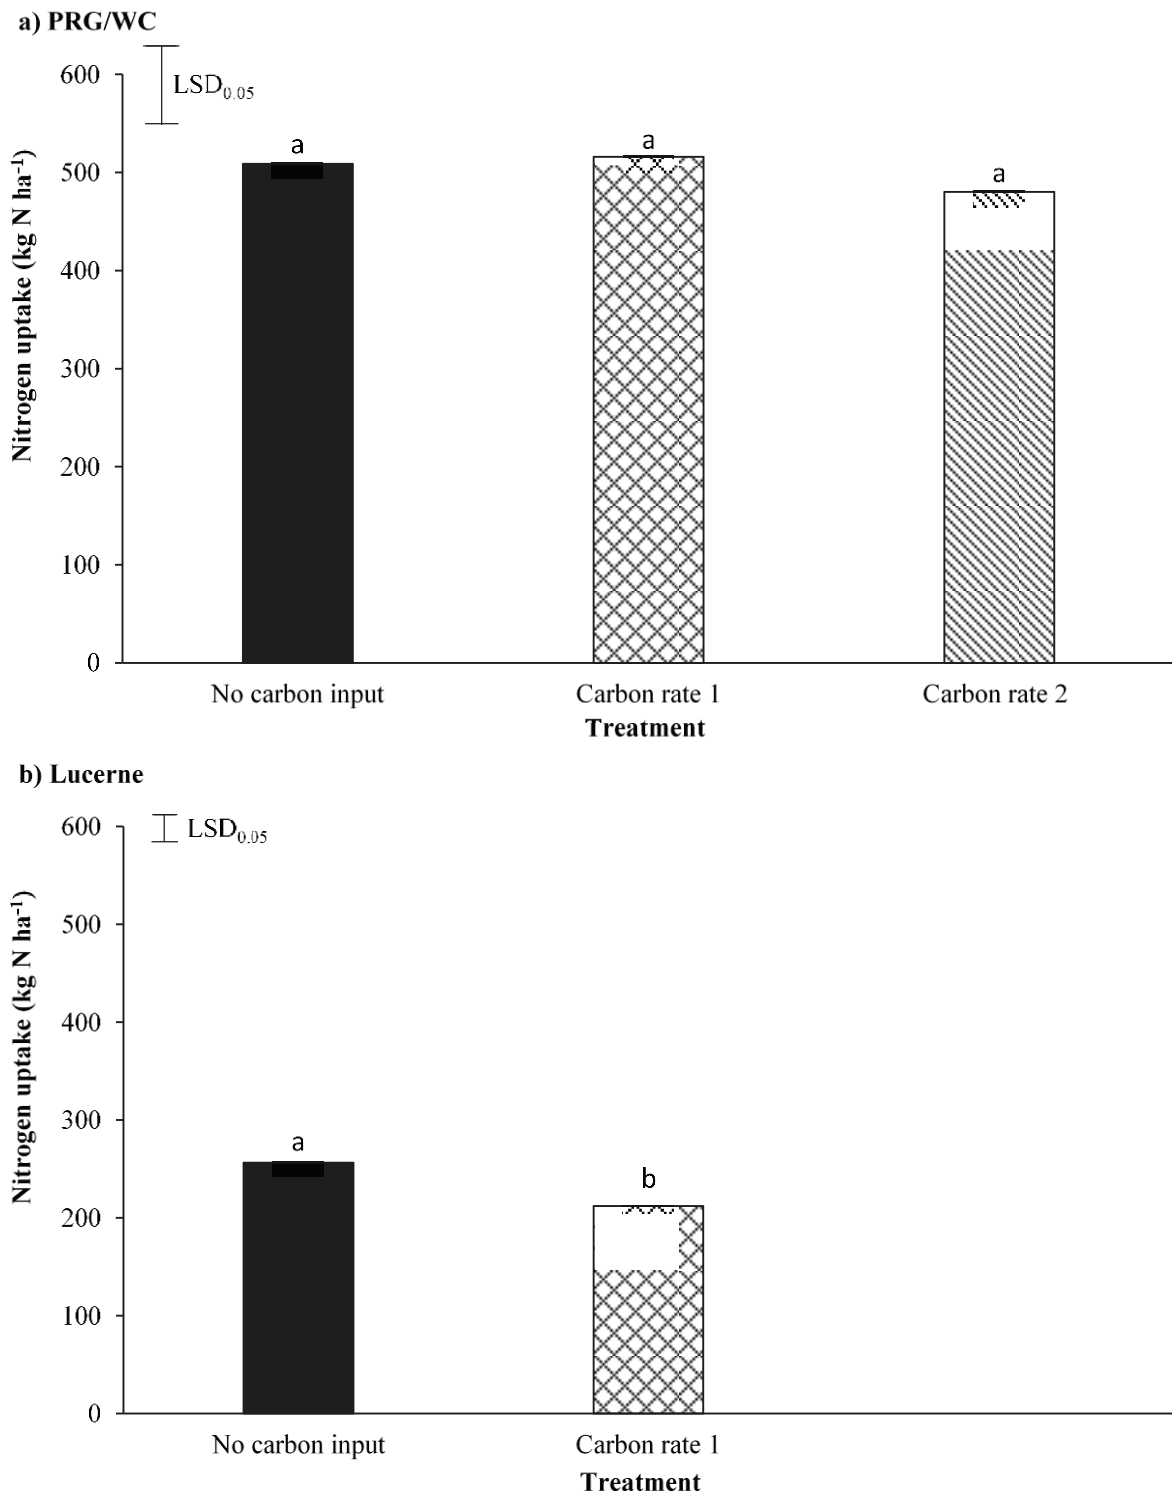 a) PRG/WC
600
LSD0.05
500
400
300
200
100
0
Nitrogen uptake (kg N ha-1)
a
a
a
No carbon input
Carbon rate 1
Carbon rate 2
Treatment
b) Lucerne
600
LSD0.05
500
400
300
200
100
0
Nitrogen uptake (kg N ha-1)
a
b
No carbon input
Carbon rate 1
Treatment